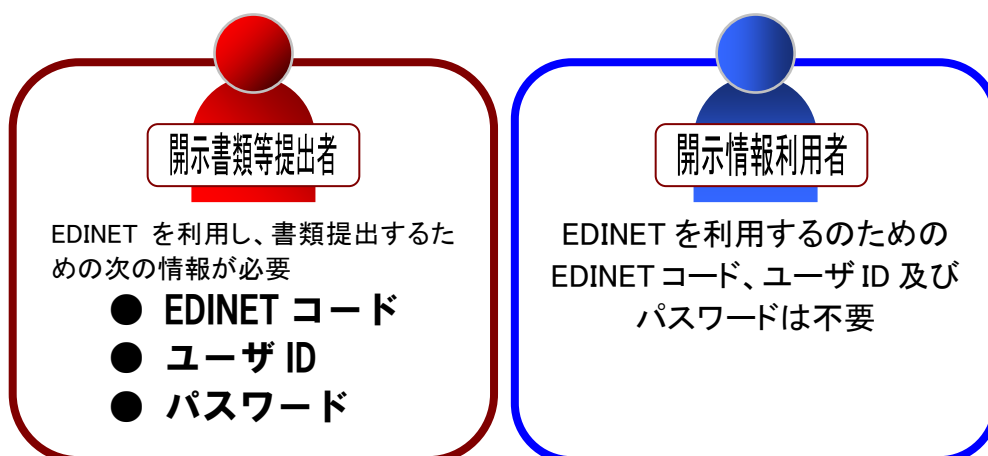 開示書類等提出者
EDINET を利用し、書類提出するた
めの次の情報が必要
● EDINET コード
● ユーザ ID
● パスワード
開示情報利用者
EDINET を利用するのための
EDINET コード、ユーザ ID 及び
パスワードは不要